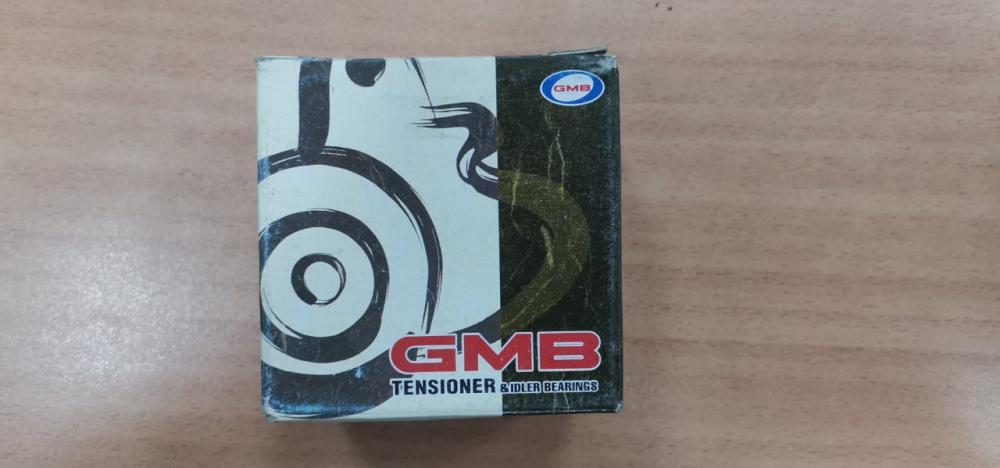 GMB
GMB
TENSIONER & IDLER BEARINGS